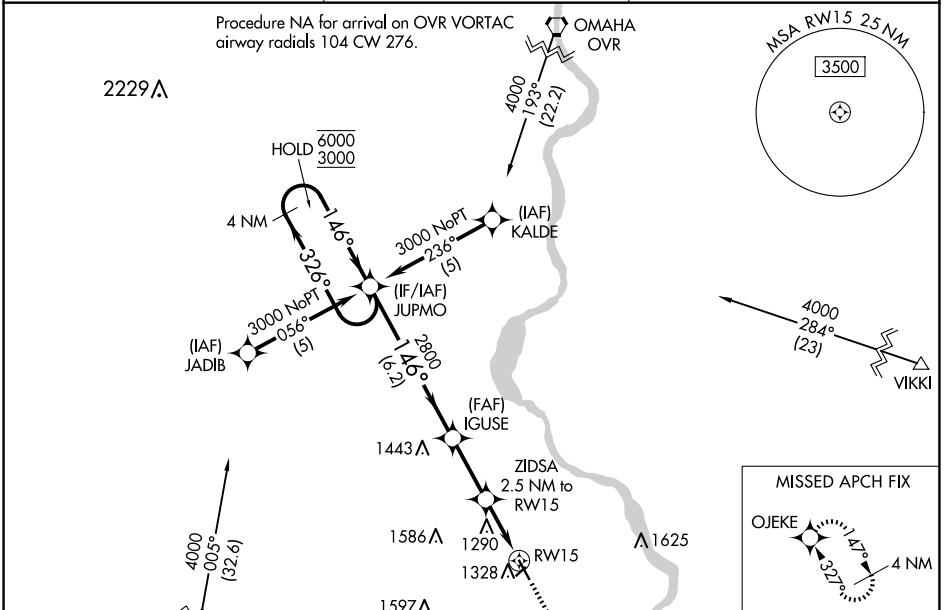 Procedure NA for arrival on OVR VORTAC
airway radials 104 CW 276.
OMAHA
OVR
MSA RW15 25 NM
3500
2229
4000
193°
(22.2)
HOLD 6000
3000
4 NM
146°
326°
(IAF)
KALDE
3000 NoPT
236°
(5)
(IF/IAF)
JUPMO
3000 NoPT
056°
(5)
(IAF)
JADIB
2800
146°
(6.2)
4000
284°
(23)
VIKKI
(FAF)
IGUSE
1443
ZIDSA
2.5 NM to
RW15
1586
1290
1625
RW15
1328
1597
4000
005°
(32.6)
MISSED APCH FIX
OJEKE
147°
327°
4 NM